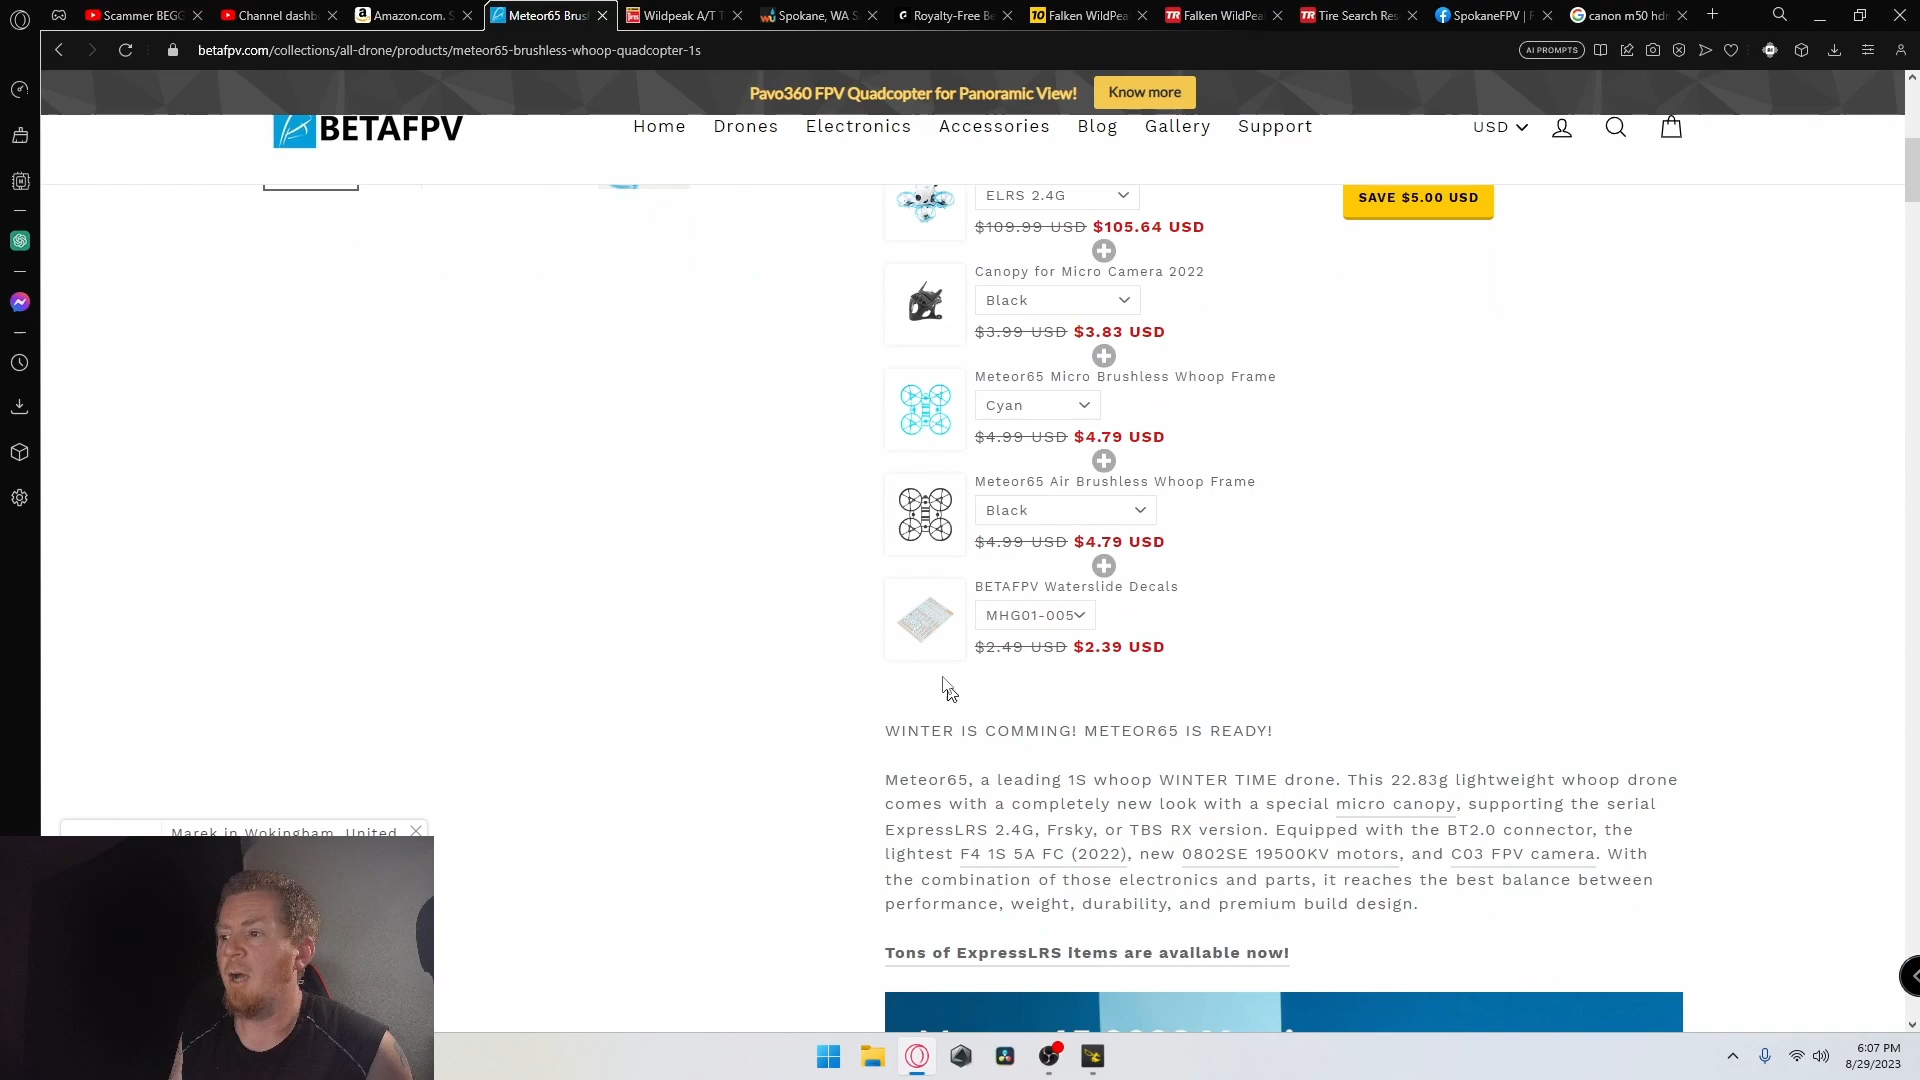 Scammer BEGG
Channel dashb
Amazon.com. S
Meteor65 Brus
Wildpeak A/T T
Spokane, WA S
Royalty-Free Be
Falken WildPea
Falken WildPea
Tire Search Res
SpokaneFPV | F
canon m50 hdm
betafpv.com/collections/all-drone/products/meteor65-brushless-whoop-quadcopter-1s
AI PROMPTS
Pavo360 FPV Quadcopter for Panoramic View!
Know more
BETAFPV
Home Drones Electronics Accessories Blog Gallery Support
USD
ELRS 2.4G
$109.99 USD $105.64 USD
SAVE $5.00 USD
Canopy for Micro Camera 2022
Black
$3.99 USD $3.83 USD
Meteor65 Micro Brushless Whoop Frame
Cyan
$4.99 USD $4.79 USD
Meteor65 Air Brushless Whoop Frame
Black
$4.99 USD $4.79 USD
BETAFPV Waterslide Decals
MHG01-005
$2.49 USD $2.39 USD
WINTER IS COMMING! METEOR65 IS READY!
Meteor65, a leading 1S whoop WINTER TIME drone. This 22.83g lightweight whoop drone
comes with a completely new look with a special micro canopy, supporting the serial
ExpressLRS 2.4G, Frsky, or TBS RX version. Equipped with the BT2.0 connector, the
lightest F4 1S 5A FC (2022), new 0802SE 19500KV motors, and C03 FPV camera. With
the combination of those electronics and parts, it reaches the best balance between
performance, weight, durability, and premium build design.
Tons of ExpressLRS items are available now!
Marek in Wokingham, United
6:07 PM
8/29/2023